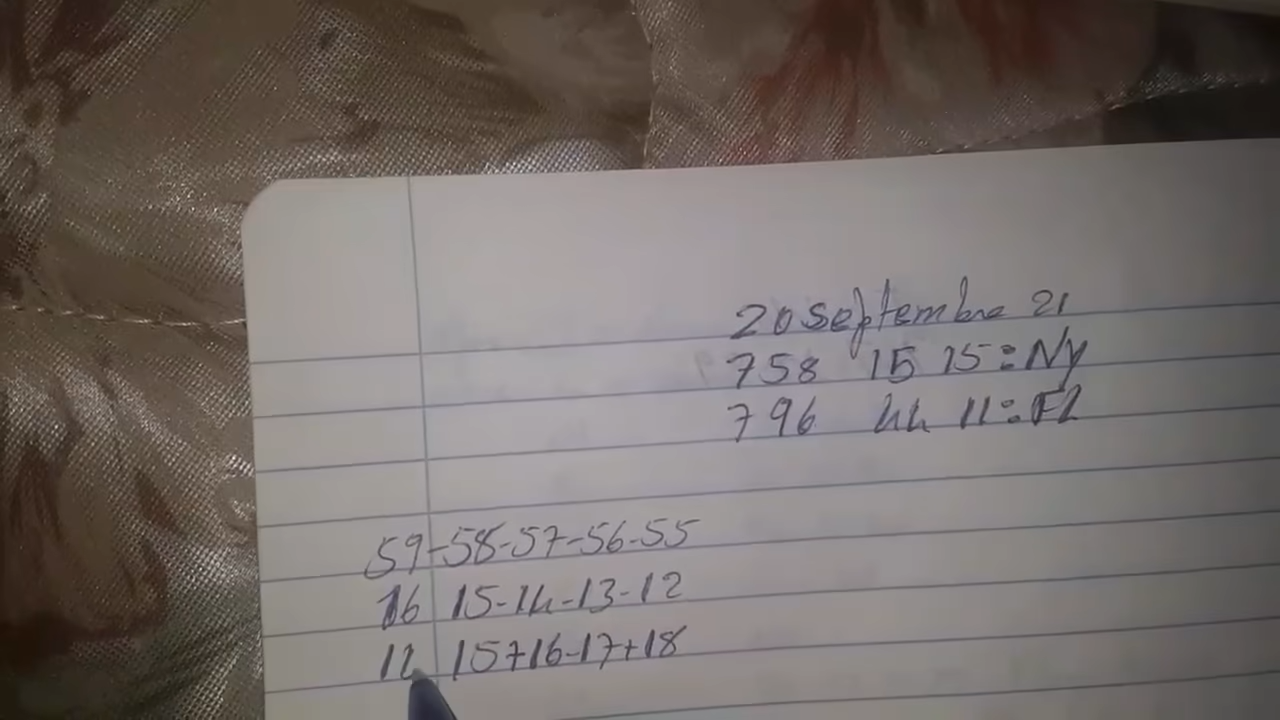 20 septembre 21
758 15 15:Ny
796 44 11:Fl
59-58-57-56-55
16 15-14-13-12
12 15+16-17+18